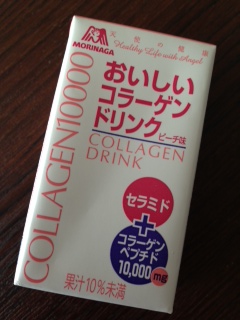 天使の健康
Healthy Life with Angel
MORINAGA
おいしい
コラーゲン
ドリンク
ピーチ味
COLLAGEN
DRINK
COLLAGEN10000
セラミド
+
コラーゲン
ペプチド
10,000mg
果汁10%未満